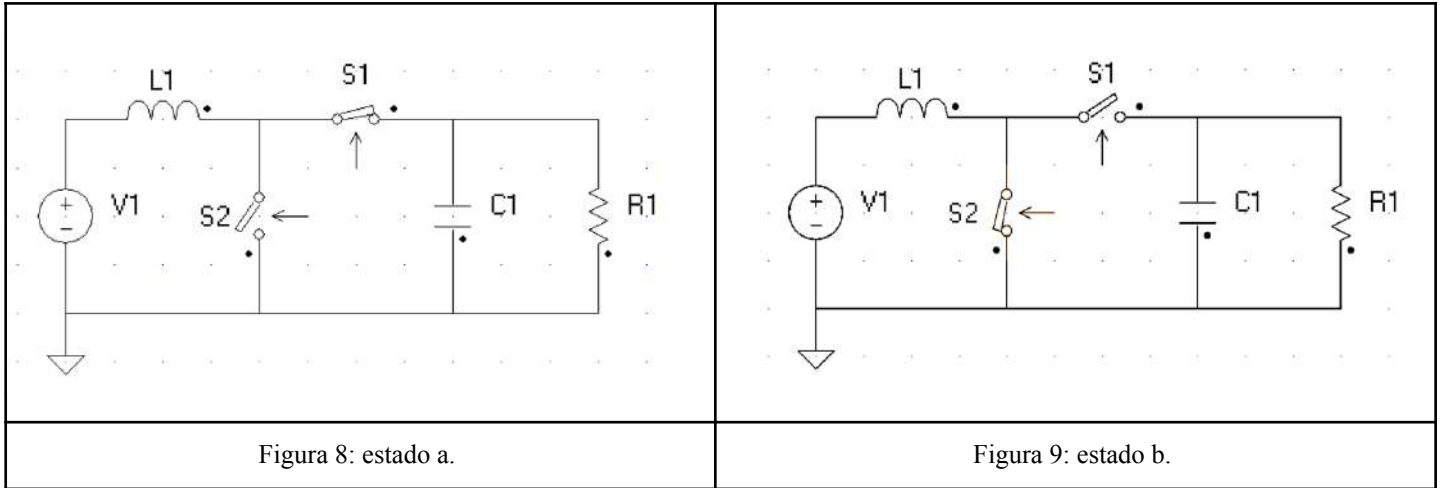 L1
S1
V1
S2
C1
R1
+
−
Figura 8: estado a.
L1
S1
V1
S2
C1
R1
+
−
Figura 9: estado b.